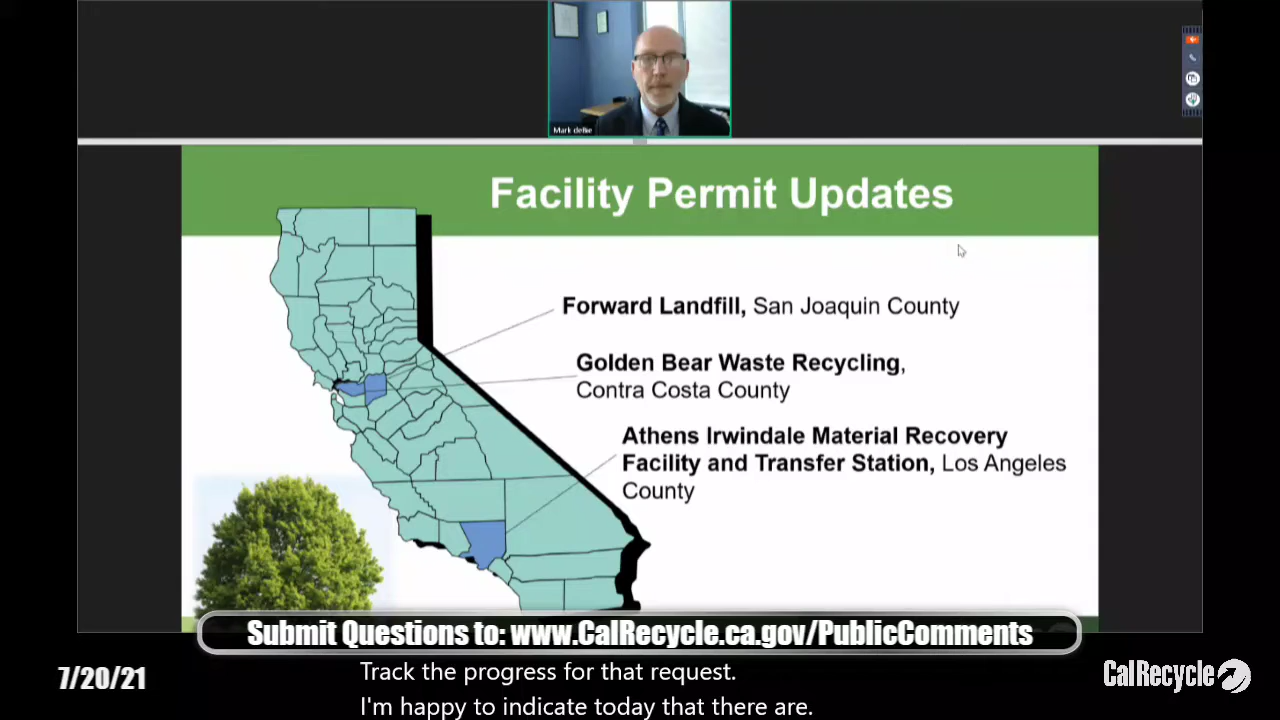 Mark deBie
Facility Permit Updates
Forward Landfill, San Joaquin County
Golden Bear Waste Recycling,
Contra Costa County
Athens Irwindale Material Recovery
Facility and Transfer Station, Los Angeles
County
Submit Questions to: www.CalRecycle.ca.gov/PublicComments
Track the progress for that request.
I'm happy to indicate today that there are.
7/20/21
CalRecycle